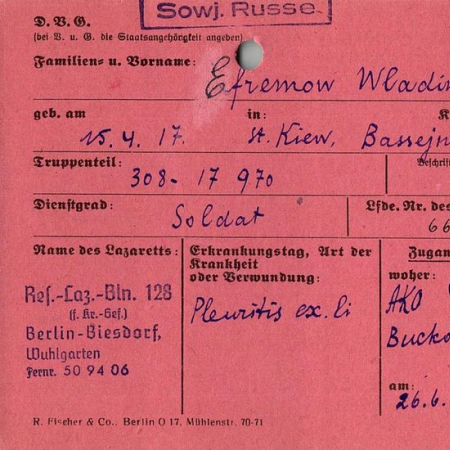 Sowj. Russe
D. V. G.
(bei V. u. G. die Staatsangehörigkeit angeben)
Familien- u. Vorname: Efremow Wladi
geb. am in: K
15.4.17. St. Kiew, Bassejn
Truppenteil:
308- 17 970
Dienstgrad: Lfde. Nr. des
Soldat 66
Name des Lazaretts: Erkrankungstag, Art der Krankheit oder Verwundung: Zugan
woher:
Ref.-Laz.-Bln. 128
(f. Kr.-Gef.)
Berlin-Biesdorf,
Wuhlgarten
Fernr. 50 94 06
Pleuritis ex. li
AKO
Bucko
am:
26.6.
R. Fischer & Co., Berlin O 17, Mühlenstr. 70-71